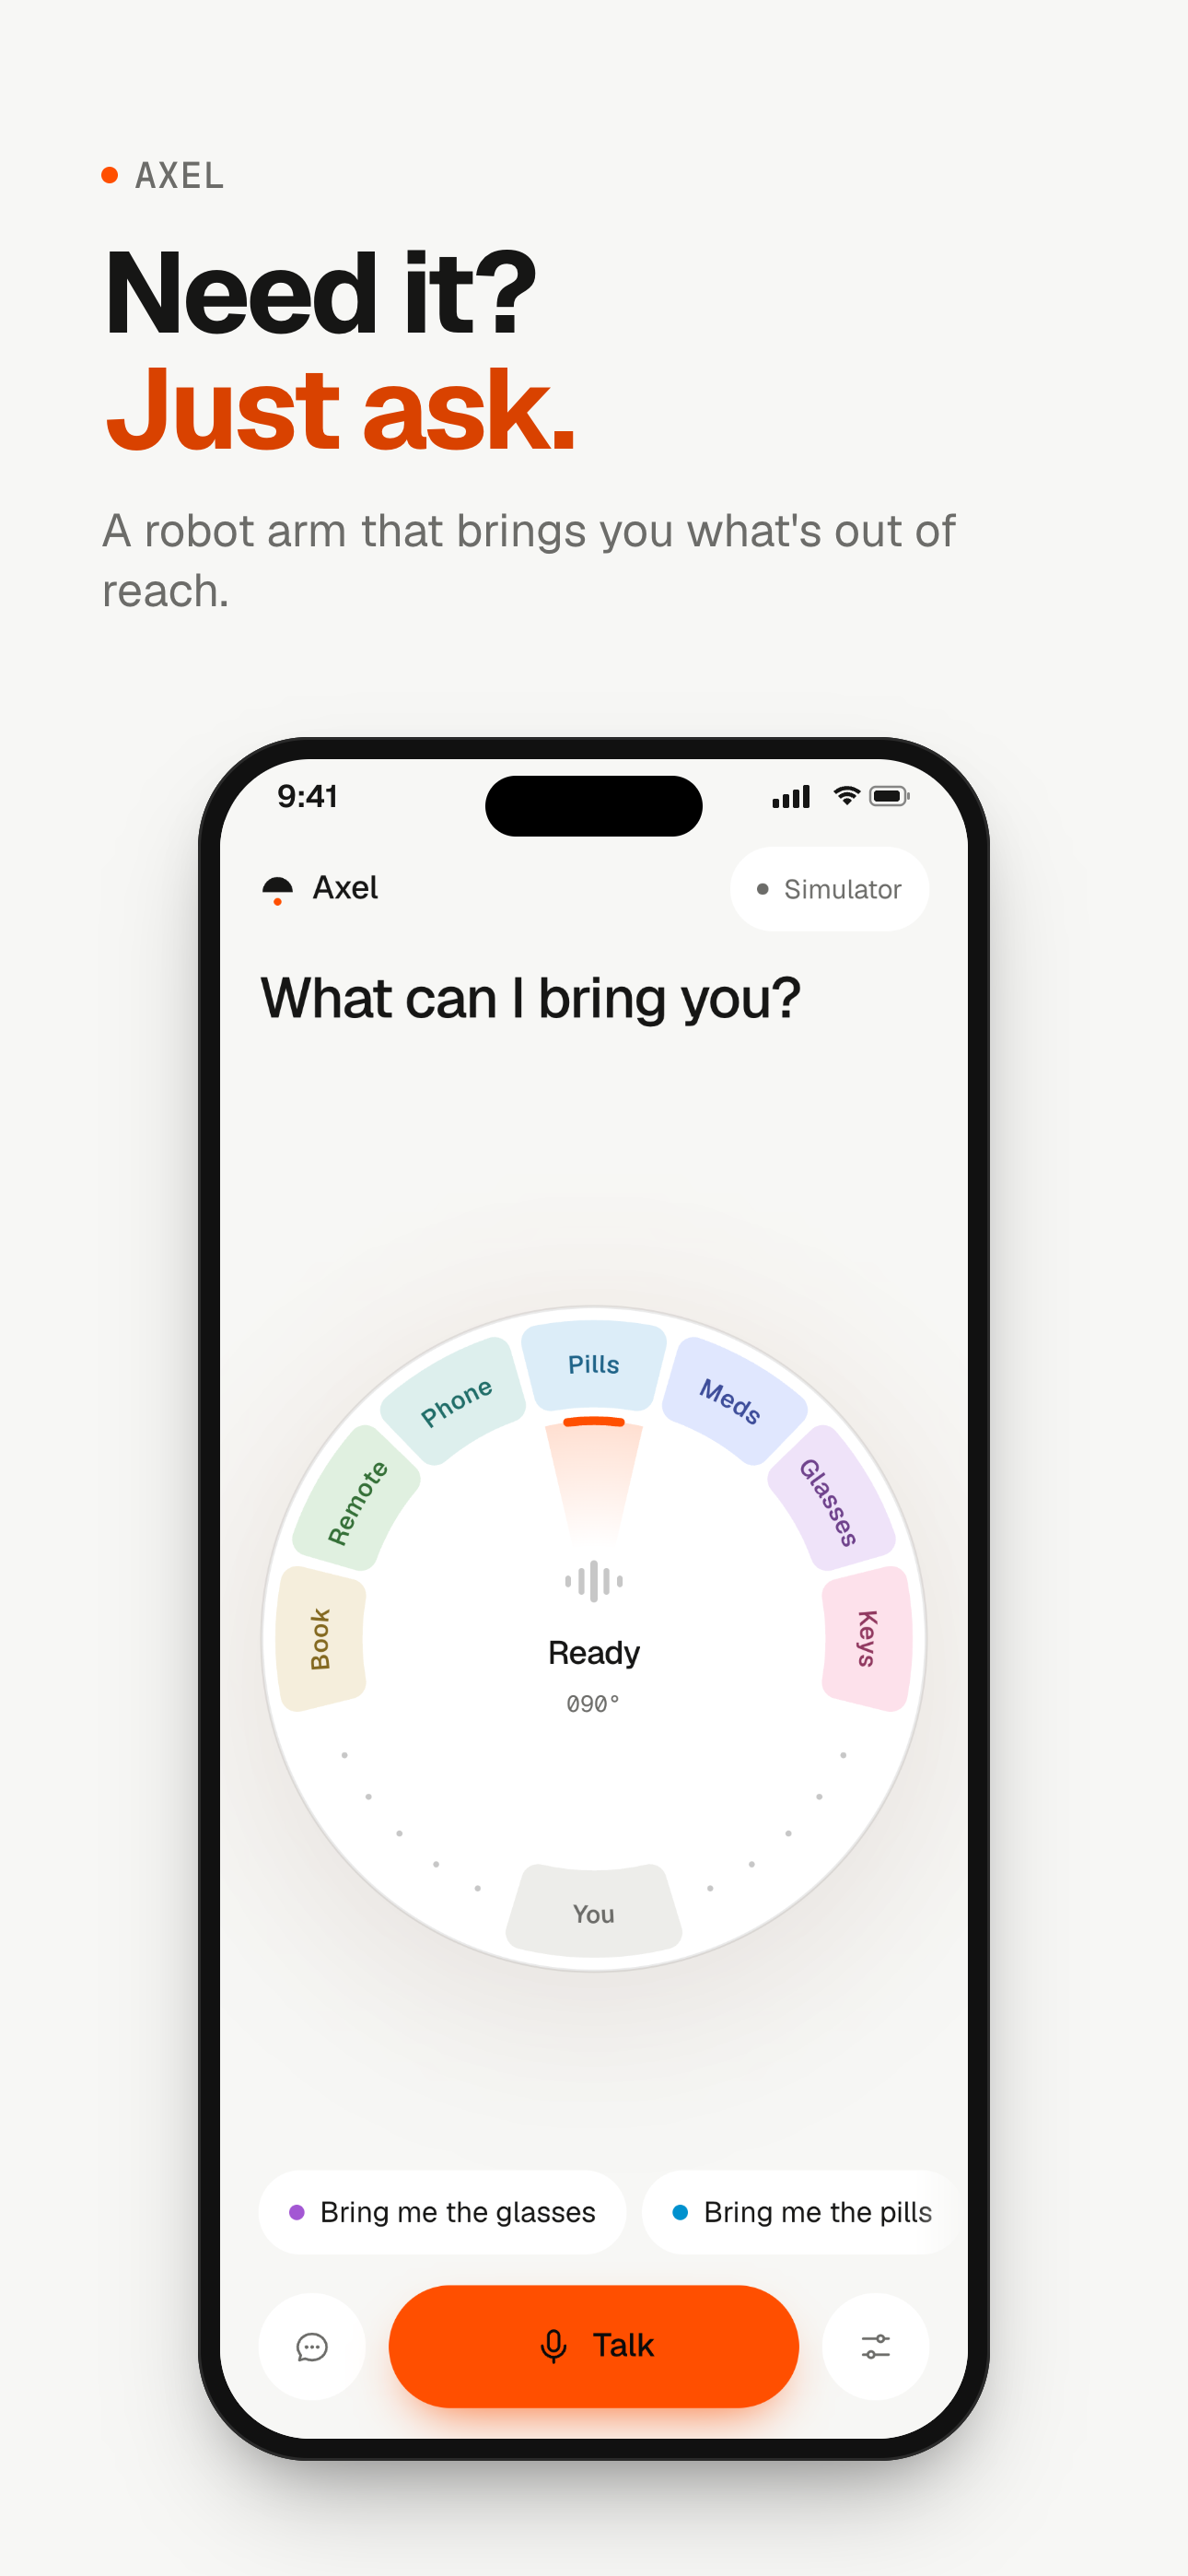 AXEL
Need it?
Just ask.
A robot arm that brings you what's out of
reach.
9:41
Axel
Simulator
What can I bring you?
Pills
Phone
Meds
Remote
Glasses
Book
Keys
Ready
090°
You
Bring me the glasses
Bring me the pills
Talk